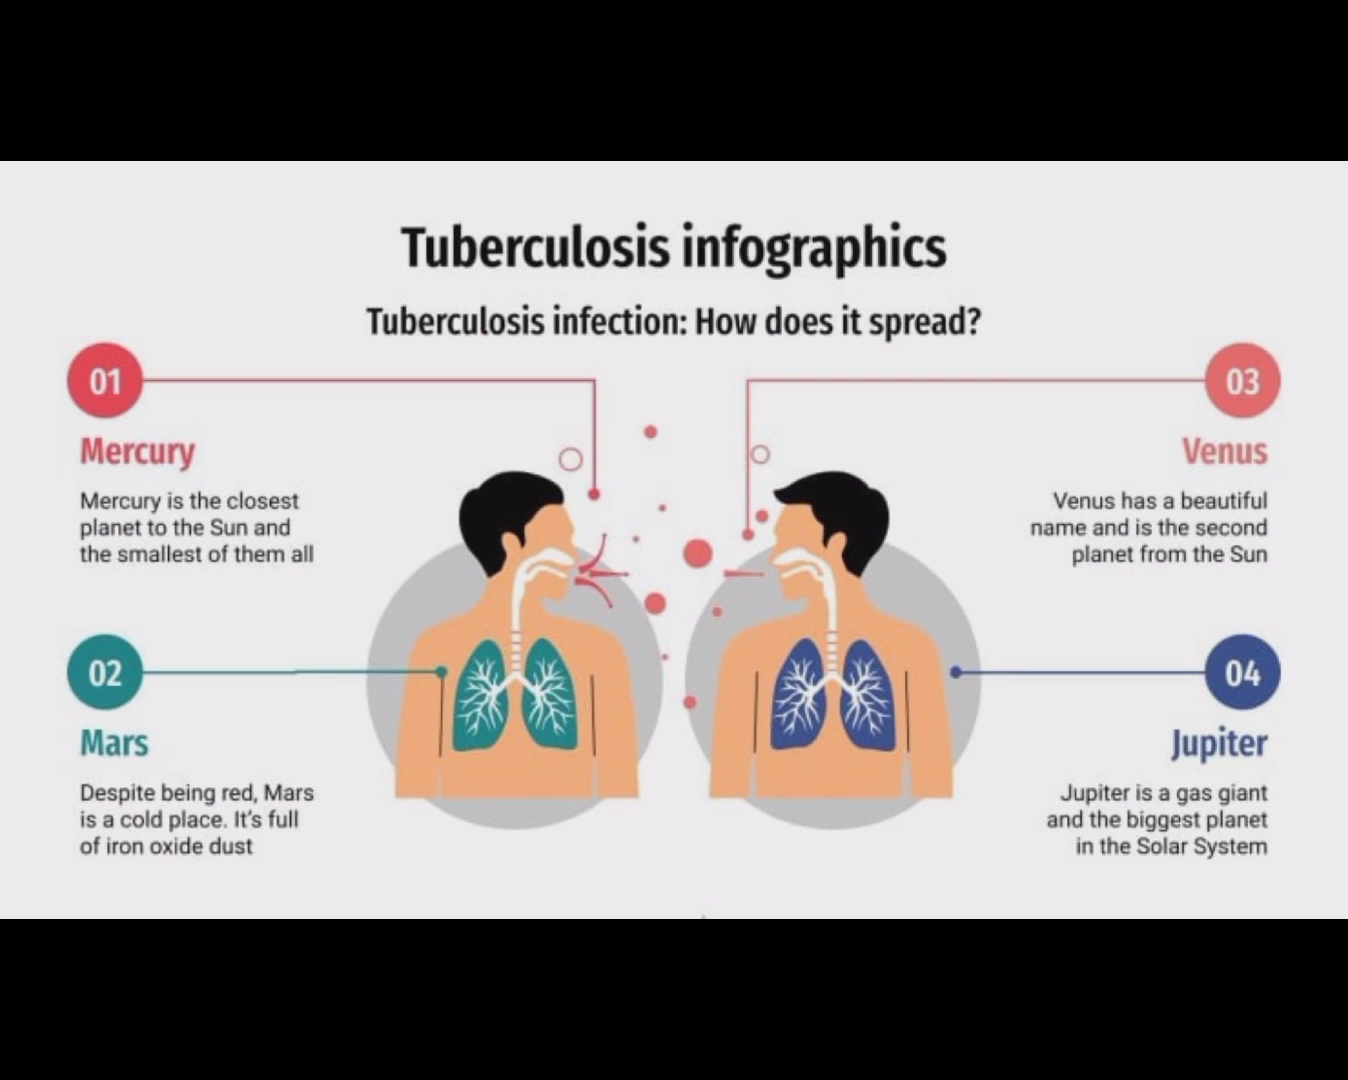 Tuberculosis infographics
Tuberculosis infection: How does it spread?
01
Mercury
Mercury is the closest
planet to the Sun and
the smallest of them all
02
Mars
Despite being red, Mars
is a cold place. It's full
of iron oxide dust
03
Venus
Venus has a beautiful
name and is the second
planet from the Sun
04
Jupiter
Jupiter is a gas giant
and the biggest planet
in the Solar System